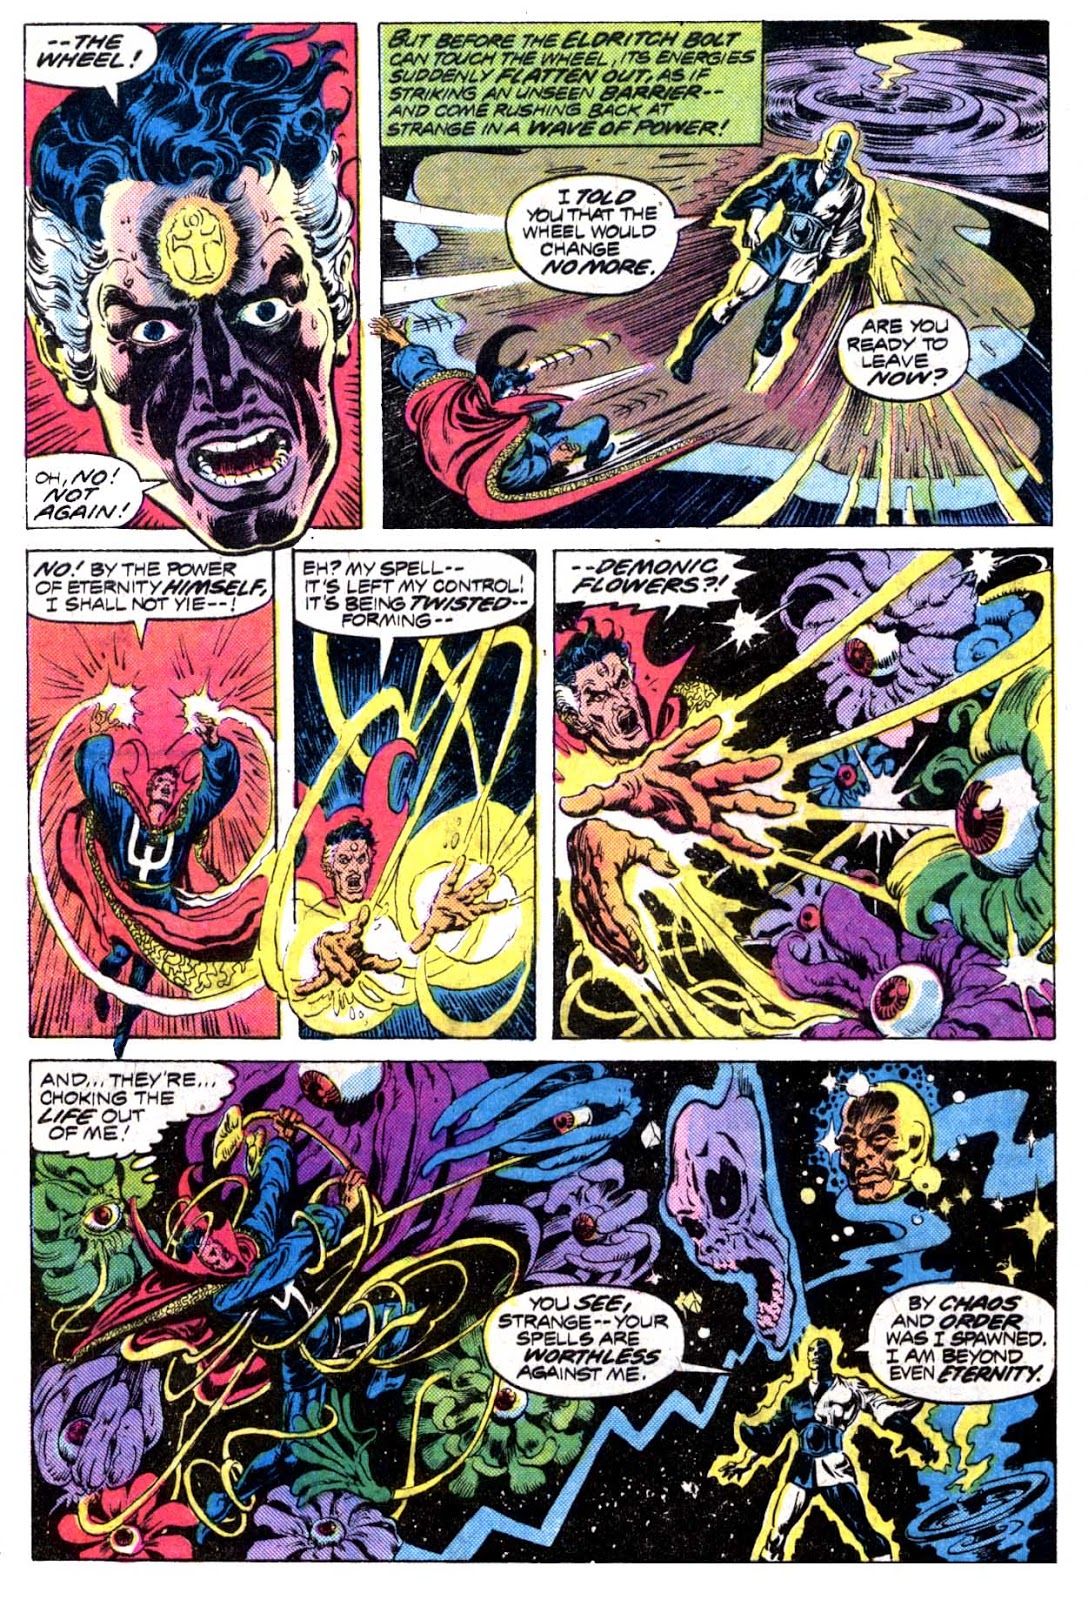 --THE
WHEEL!
OH, NO!
NOT
AGAIN!
BUT BEFORE THE ELDRITCH BOLT
CAN TOUCH THE WHEEL, ITS ENERGIES
SUDDENLY FLATTEN OUT, AS IF
STRIKING AN UNSEEN BARRIER--
AND COME RUSHING BACK AT
STRANGE IN A WAVE OF POWER!
I TOLD
YOU THAT THE
WHEEL WOULD
CHANGE
NO MORE.
ARE YOU
READY TO
LEAVE
NOW?
NO! BY THE POWER
OF ETERNITY HIMSELF,
I SHALL NOT YIE--!
EH? MY SPELL--
IT'S LEFT MY CONTROL!
IT'S BEING TWISTED--
FORMING--
--DEMONIC
FLOWERS?!
AND... THEY'RE...
CHOKING THE
LIFE OUT
OF ME!
YOU SEE,
STRANGE--YOUR
SPELLS ARE
WORTHLESS
AGAINST ME.
BY CHAOS
AND ORDER
WAS I SPAWNED.
I AM BEYOND
EVEN ETERNITY.